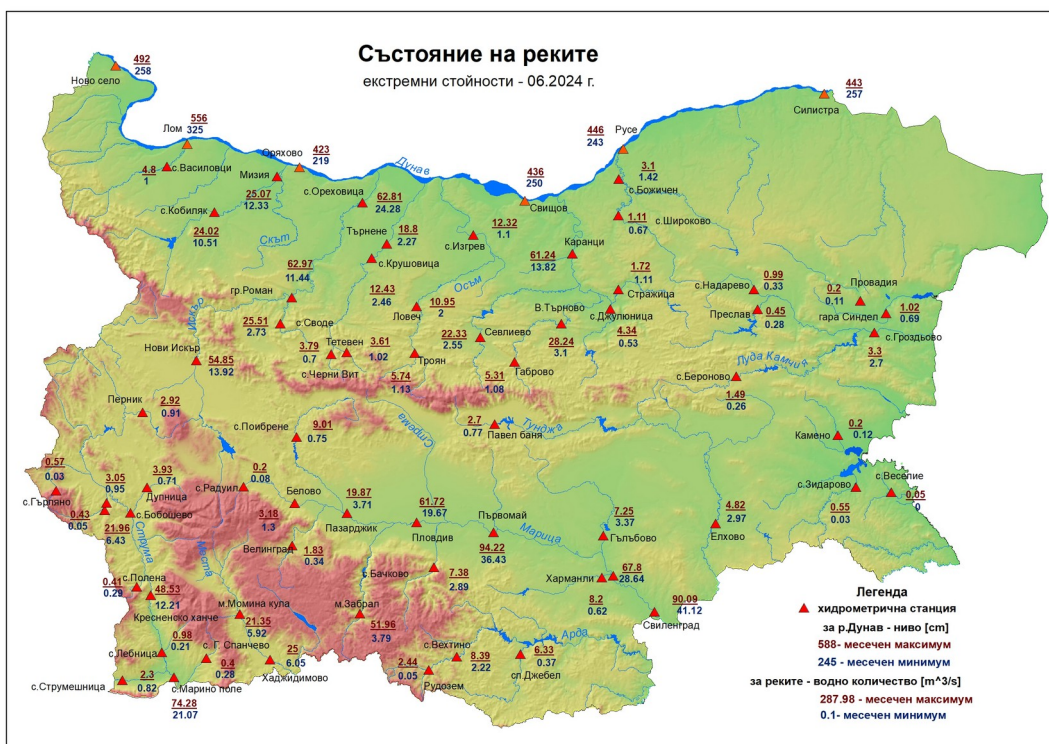 Състояние на реките
екстремни стойности - 06.2024 г.
492
258
Ново село
443
257
Силистра
556
325
Лом
446
243
Русе
423
219
Оряхово
Дунав
436
250
Свищов
4.8
1
с.Василовци
Мизия
25.07
12.33
с.Ореховица
62.81
24.28
3.1
1.42
с.Божичен
с.Кобиляк
24.02
10.51
Скът
Търнене
18.8
2.27
с.Изгрев
12.32
1.1
1.11
0.67
с.Широково
Каранци
61.24
13.82
с.Крушовица
62.97
11.44
гр.Роман
12.43
2.46
Осъм
1.72
1.11
Стражица
с.Надарево
0.99
0.33
Провадия
0.2
0.11
Искър
Ловеч
10.95
2
В.Търново
с.Джулюница
Преслав
0.45
0.28
гара Синдел
1.02
0.69
25.51
2.73
с.Своде
Севлиево
22.33
2.55
28.24
3.1
4.34
0.53
с.Гроздьово
3.3
2.7
Нови Искър
54.85
13.92
3.79
0.7
с.Черни Вит
Тетевен
3.61
1.02
Троян
5.74
1.13
Габрово
5.31
1.08
Луда Камчия
с.Бероново
1.49
0.26
Перник
2.92
0.91
с.Поибрене
9.01
0.75
Стряма
2.7
0.77
Павел баня
Тунджа
Камено
0.2
0.12
0.57
0.03
с.Гърляно
3.05
0.95
3.93
0.71
Дупница
с.Радуил
0.2
0.08
Белово
3.18
1.3
19.87
3.71
Пазарджик
61.72
19.67
Пловдив
Първомай
94.22
36.43
Марица
7.25
3.37
Гълъбово
4.82
2.97
Елхово
с.Зидарово
0.55
0.03
с.Веселие
0.05
0
0.43
0.05
с.Бобошево
21.96
6.43
Струма
Места
Велинград
1.83
0.34
с.Бачково
7.38
2.89
Харманли
67.8
28.64
8.2
0.62
90.09
41.12
Свиленград
с.Полена
0.41
0.29
48.53
12.21
Кресненско ханче
м.Момина кула
21.35
5.92
м.Забрал
51.96
3.79
Арда
с.Лебница
0.98
0.21
с. Г. Спанчево
0.4
0.28
25
6.05
Хаджидимово
с.Вехтино
8.39
2.22
2.44
0.05
Рудозем
6.33
0.37
сп.Джебел
с.Струмешница
2.3
0.82
с.Марино поле
74.28
21.07
Легенда
хидрометрична станция
за р.Дунав - ниво [cm]
588- месечен максимум
245 - месечен минимум
за реките - водно количество [m^3/s]
287.98 - месечен максимум
0.1- месечен минимум